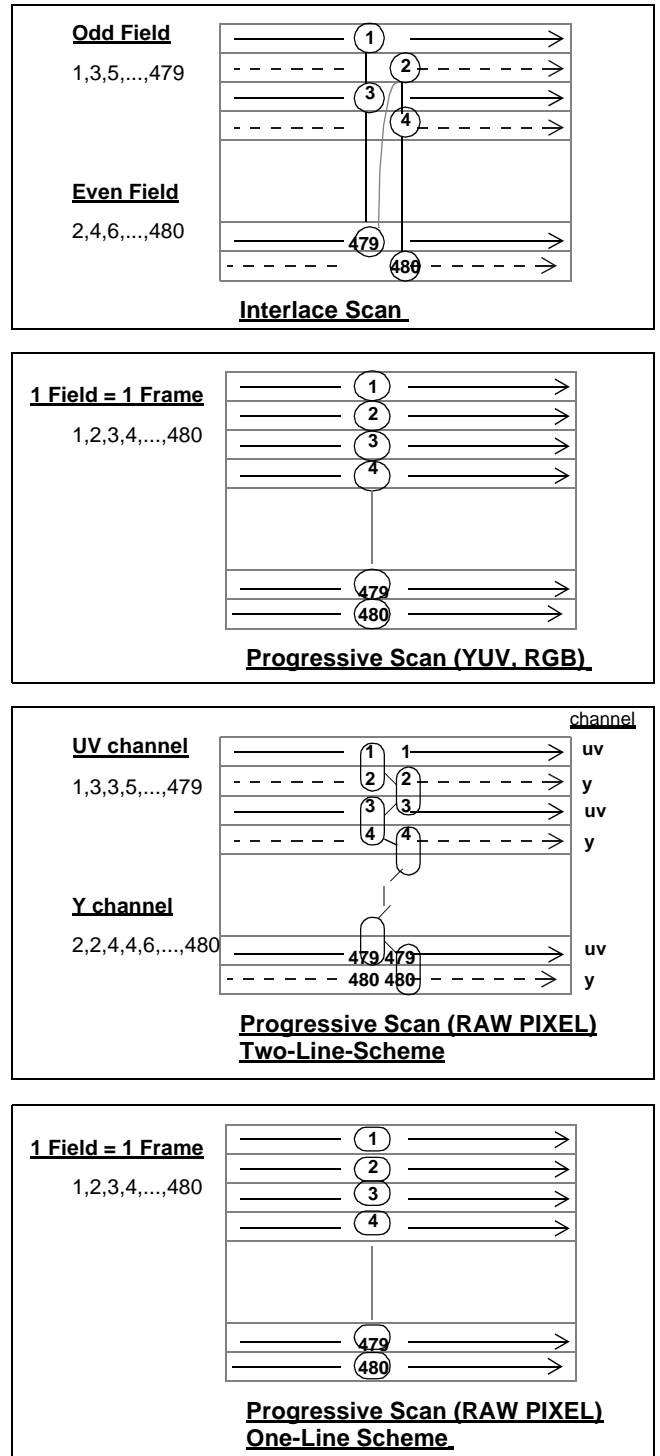 Odd Field
1
1,3,5,...,479
2
3
4
Even Field
2,4,6,...,480
479
480
Interlace Scan
1 Field = 1 Frame
1
1,2,3,4,...,480
2
3
4
479
480
Progressive Scan (YUV, RGB)
channel
UV channel
1 1 uv
1,3,3,5,...,479
2 2 y
3 3 uv
4 4 y
Y channel
2,2,4,4,6,...,480
479 479 uv
480 480 y
Progressive Scan (RAW PIXEL)
Two-Line-Scheme
1 Field = 1 Frame
1
1,2,3,4,...,480
2
3
4
479
480
Progressive Scan (RAW PIXEL)
One-Line Scheme